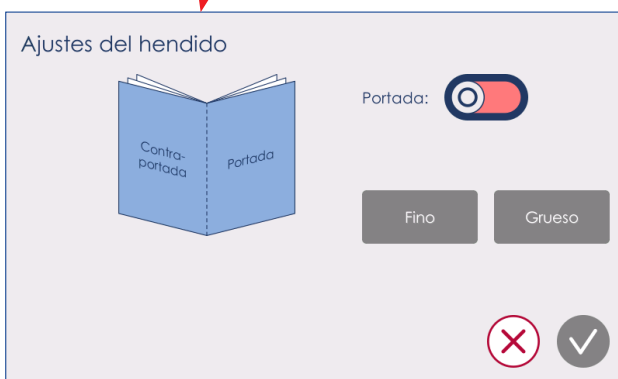 Ajustes del hendido
Contra-
portada
Portada
Portada:
Fino
Grueso